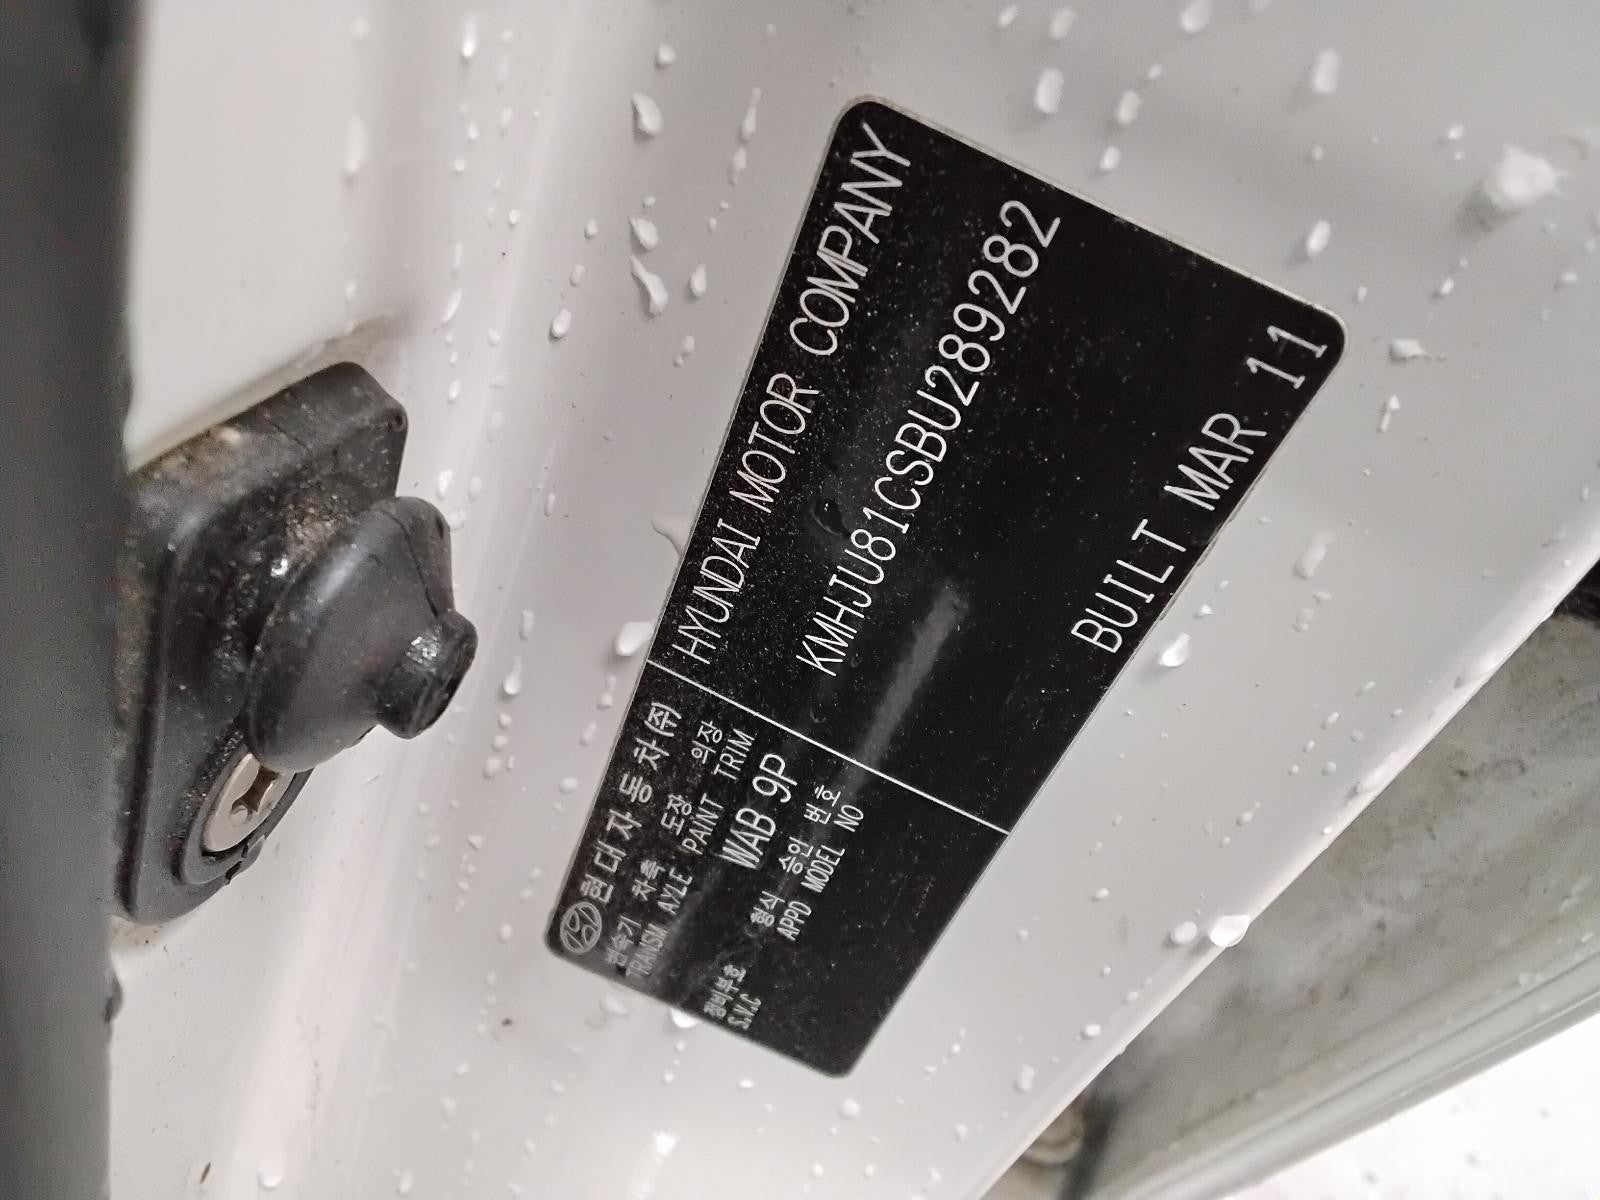 현대자동차(주)
HYUNDAI MOTOR COMPANY
변속기 차축 도장 의장
TRANSM AXLE PAINT TRIM
WAB 9P
KMHJU81CSBU289282
정비부호 형식 승인 번호
S.V.C APPD MODEL NO
BUILT MAR 11